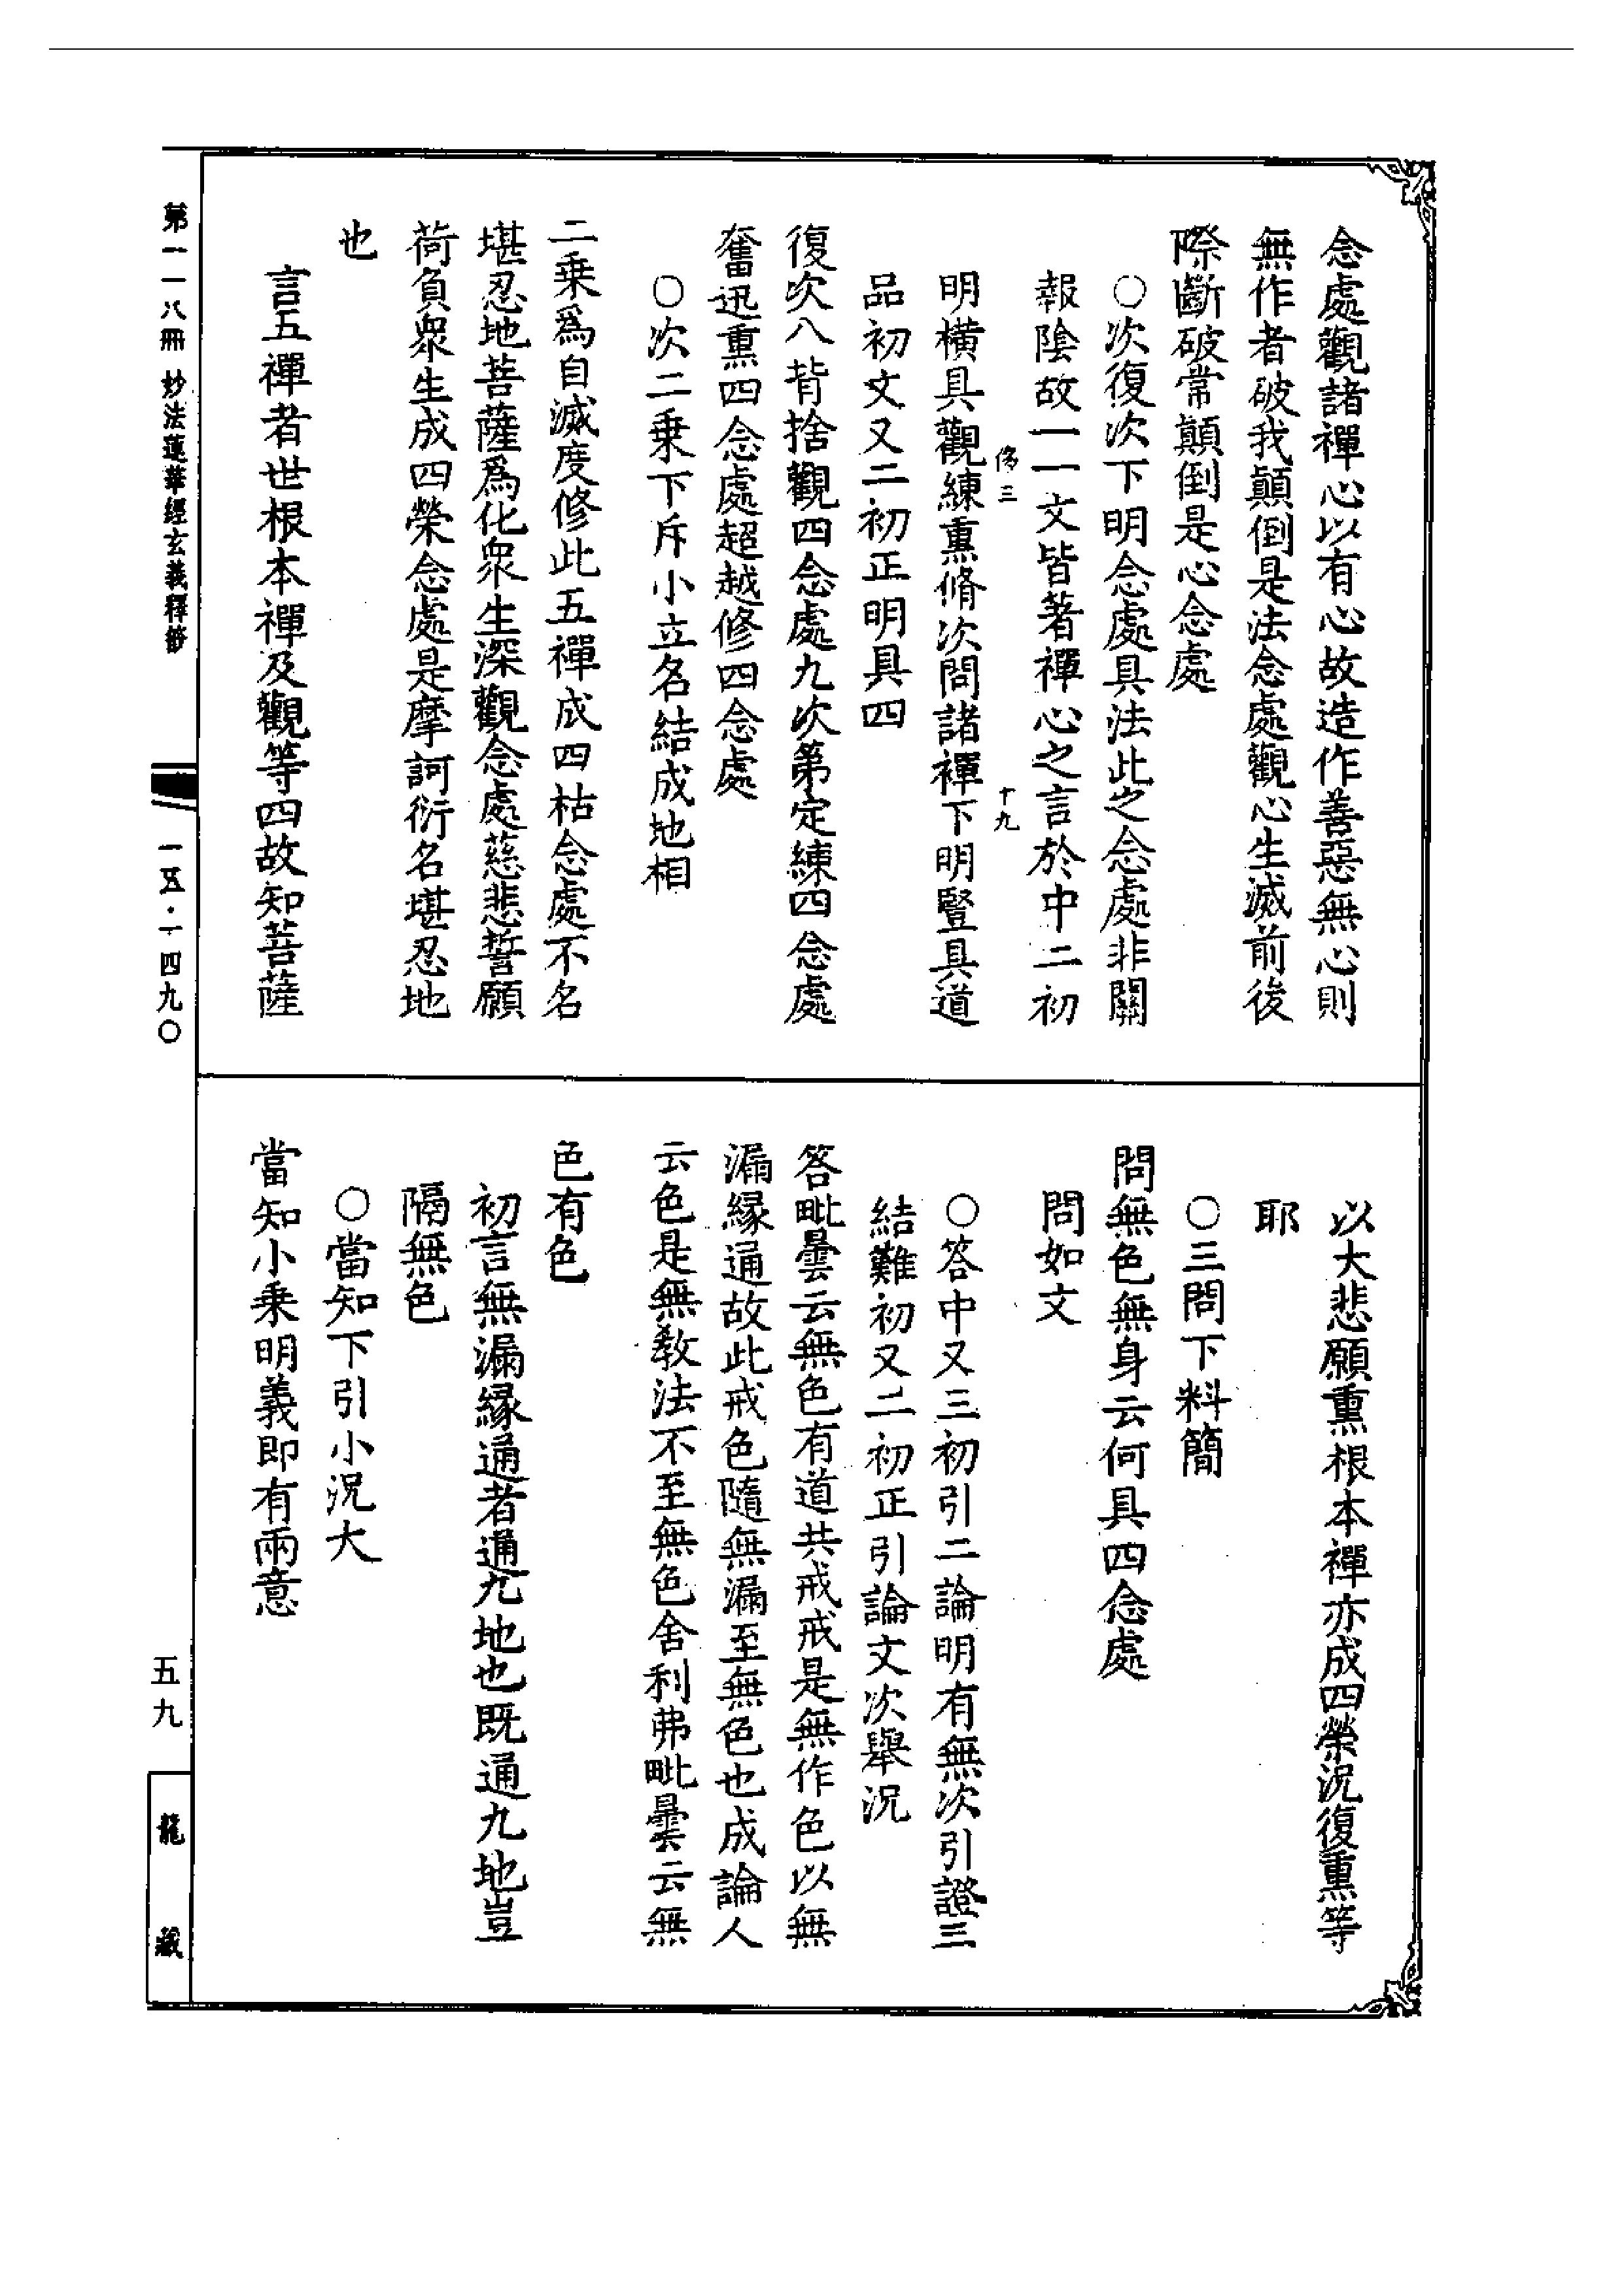 念處觀諸禪心以有心故造作善惡無心則
無作者破我顛倒是法念處觀心生滅前後
際斷破常顛倒是心念處
○次復次下明念處具法此之念處非關
報陰故一一文皆著禪心之言於中二初
明橫具觀練熏脩次問諸禪下明豎具道
品初文又二初正明具四
復次八背捨觀四念處九次第定練四念處
奮迅熏四念處超越修四念處
○次二乗下斥小立名結成地相
二乗爲自滅度修此五禪成四枯念處不名
堪忍地菩薩爲化衆生深觀念處慈悲誓願
荷負衆生成四榮念處是摩訶衍名堪忍地
也
言五禪者世根本禪及觀等四故知菩薩
以大悲願熏根本禪亦成四榮況復熏等
耶
○三問下料簡
問無色無身云何具四念處
問如文
○答中又三初引二論明有無次引證三
結難初又二初正引論文次舉況
答毗曇云無色有道共戒戒是無作色以無
漏縁通故此戒色隨無漏至無色也成論人
云色是無教法不至無色舍利弗毗曇云無
色有色
初言無漏縁通者通九地也既通九地豈
隔無色
○當知下引小況大
當知小乗明義即有兩意
十九
第一一八冊 妙法蓮華經玄義釋籤
一五·一四九〇
五九
龍藏